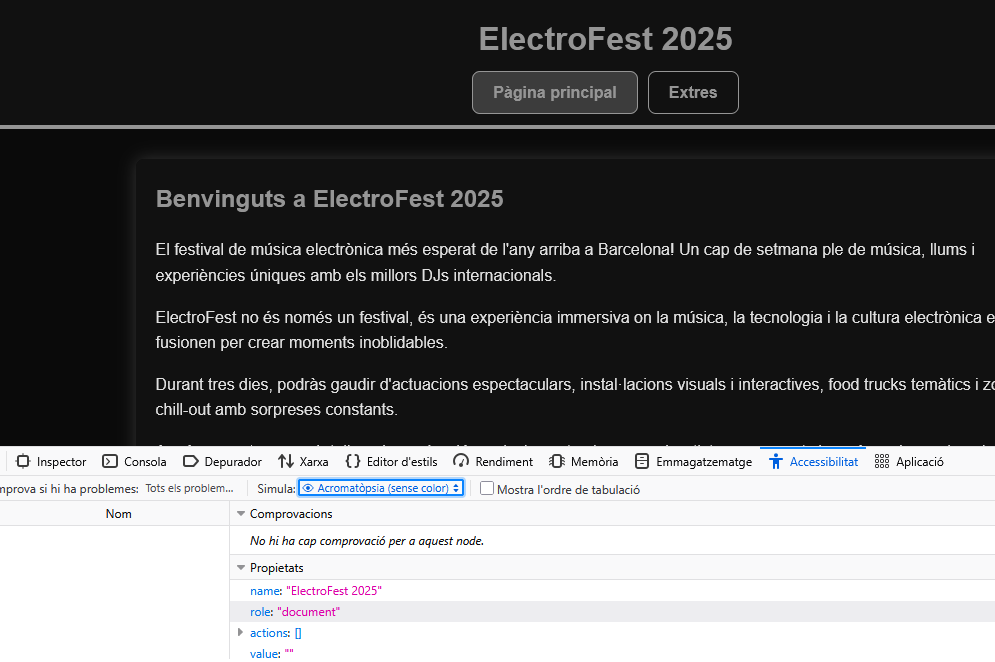 ElectroFest 2025
Pàgina principal Extres
Benvinguts a ElectroFest 2025
El festival de música electrònica més esperat de l'any arriba a Barcelona! Un cap de setmana ple de música, llums i
experiències úniques amb els millors DJs internacionals.
ElectroFest no és només un festival, és una experiència immersiva on la música, la tecnologia i la cultura electrònica e
fusionen per crear moments inoblidables.
Durant tres dies, podràs gaudir d'actuacions espectaculars, instal·lacions visuals i interactives, food trucks temàtics i zo
chill-out amb sorpreses constants.
Inspector Consola Depurador Xarxa Editor d'estils Rendiment Memòria Emmagatzematge Accessibilitat Aplicació
mprova si hi ha problemes: Tots els problem... Simula: Acromatòpsia (sense color) Mostra l'ordre de tabulació
Nom
Comprovacions
No hi ha cap comprovació per a aquest node.
Propietats
name: "ElectroFest 2025"
role: "document"
actions: []
value: ""